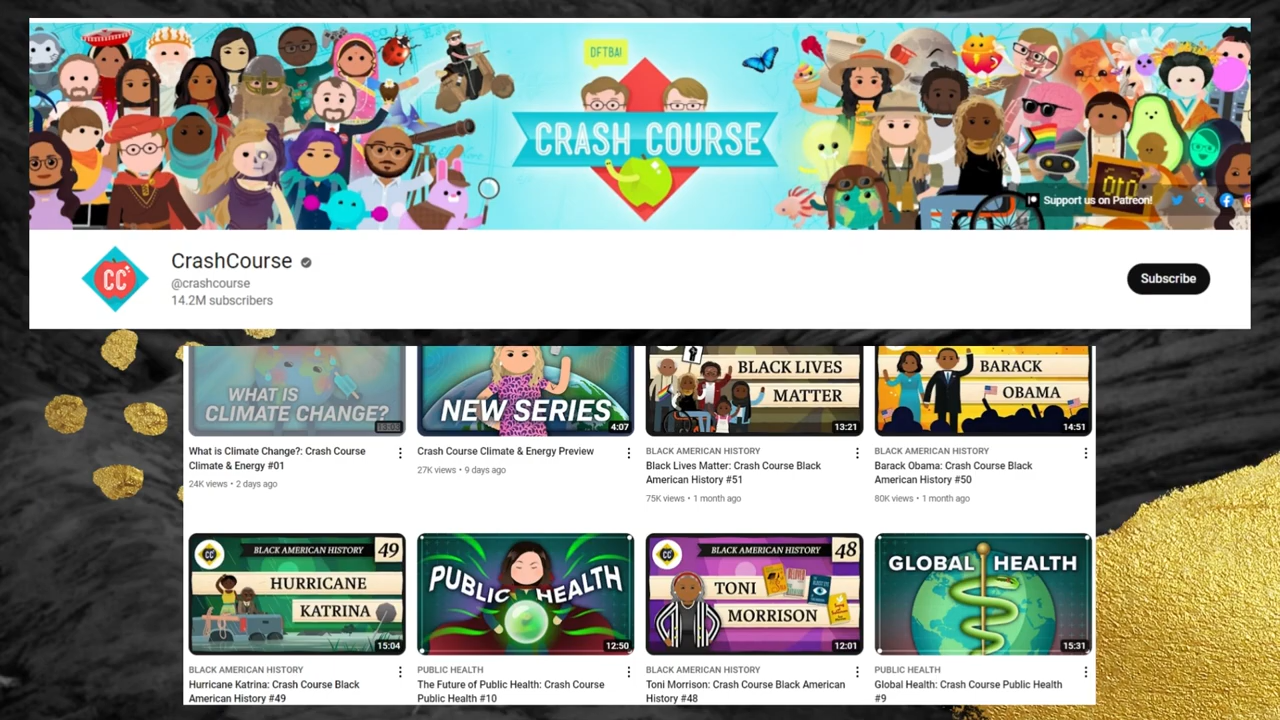 DFTBA!
CRASH COURSE
Support us on Patreon!
CC
CrashCourse
@crashcourse
14.2M subscribers
Subscribe
WHAT IS
CLIMATE CHANGE?
13:03
NEW SERIES
4:07
BLACK LIVES
MATTER
13:21
BARACK
OBAMA
14:51
What is Climate Change?: Crash Course
Climate & Energy #01
24K views • 2 days ago
Crash Course Climate & Energy Preview
27K views • 9 days ago
BLACK AMERICAN HISTORY
Black Lives Matter: Crash Course Black
American History #51
75K views • 1 month ago
BLACK AMERICAN HISTORY
Barack Obama: Crash Course Black
American History #50
80K views • 1 month ago
CC
BLACK AMERICAN HISTORY
49
HURRICANE
KATRINA
15:04
PUBLIC HEALTH
12:50
CC
BLACK AMERICAN HISTORY
48
TONI
MORRISON
12:01
GLOBAL HEALTH
15:31
BLACK AMERICAN HISTORY
Hurricane Katrina: Crash Course Black
American History #49
PUBLIC HEALTH
The Future of Public Health: Crash Course
Public Health #10
BLACK AMERICAN HISTORY
Toni Morrison: Crash Course Black American
History #48
PUBLIC HEALTH
Global Health: Crash Course Public Health
#9